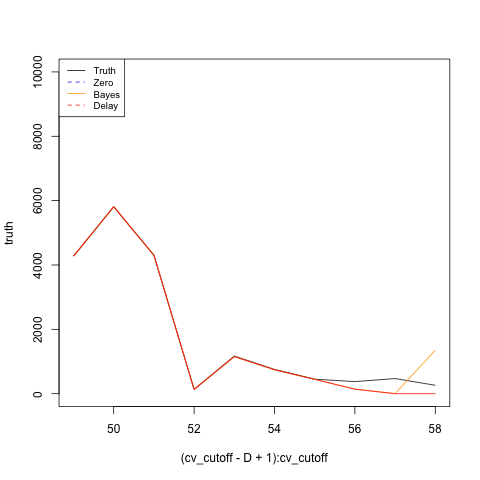 Truth
Zero
Bayes
Delay
10000
8000
6000
4000
2000
0
truth
50
52
54
56
58
(cv_cutoff - D + 1):cv_cutoff